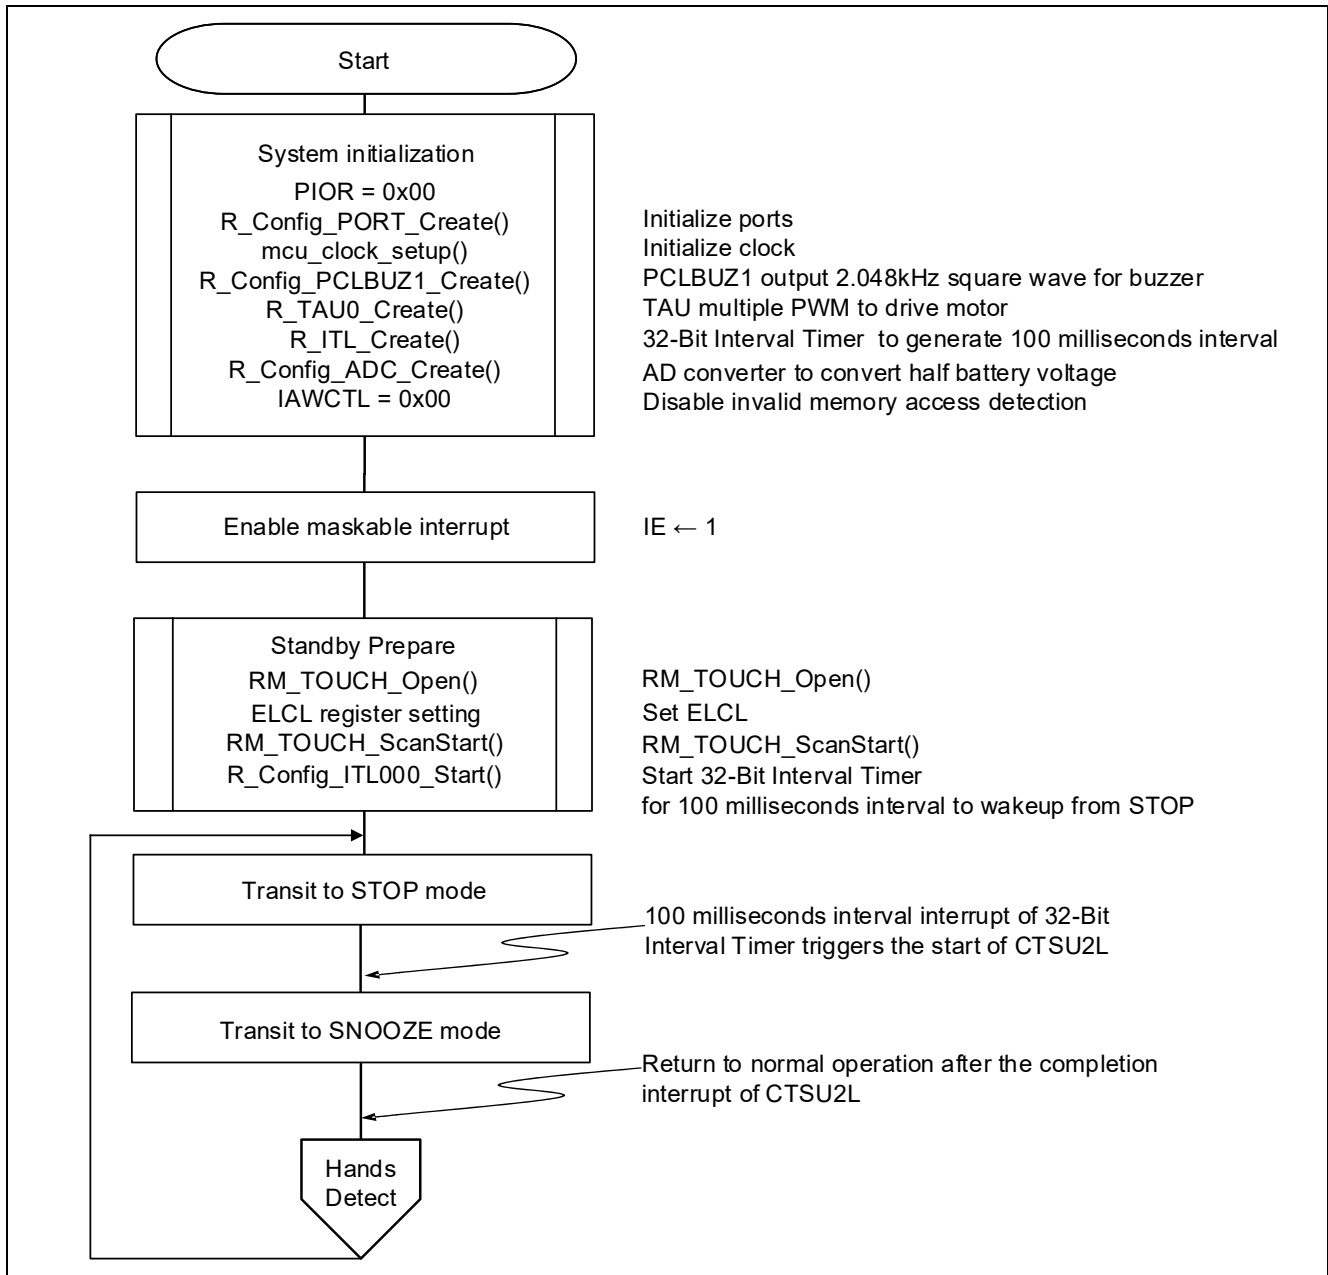 Start
System initialization
PIOR = 0x00
R_Config_PORT_Create()
mcu_clock_setup()
R_Config_PCLBUZ1_Create()
R_TAU0_Create()
R_ITL_Create()
R_Config_ADC_Create()
IAWCTL = 0x00
Initialize ports
Initialize clock
PCLBUZ1 output 2.048kHz square wave for buzzer
TAU multiple PWM to drive motor
32-Bit Interval Timer to generate 100 milliseconds interval
AD converter to convert half battery voltage
Disable invalid memory access detection
Enable maskable interrupt
IE ← 1
Standby Prepare
RM_TOUCH_Open()
ELCL register setting
RM_TOUCH_ScanStart()
R_Config_ITL000_Start()
RM_TOUCH_Open()
Set ELCL
RM_TOUCH_ScanStart()
Start 32-Bit Interval Timer
for 100 milliseconds interval to wakeup from STOP
Transit to STOP mode
100 milliseconds interval interrupt of 32-Bit
Interval Timer triggers the start of CTSU2L
Transit to SNOOZE mode
Return to normal operation after the completion
interrupt of CTSU2L
Hands
Detect